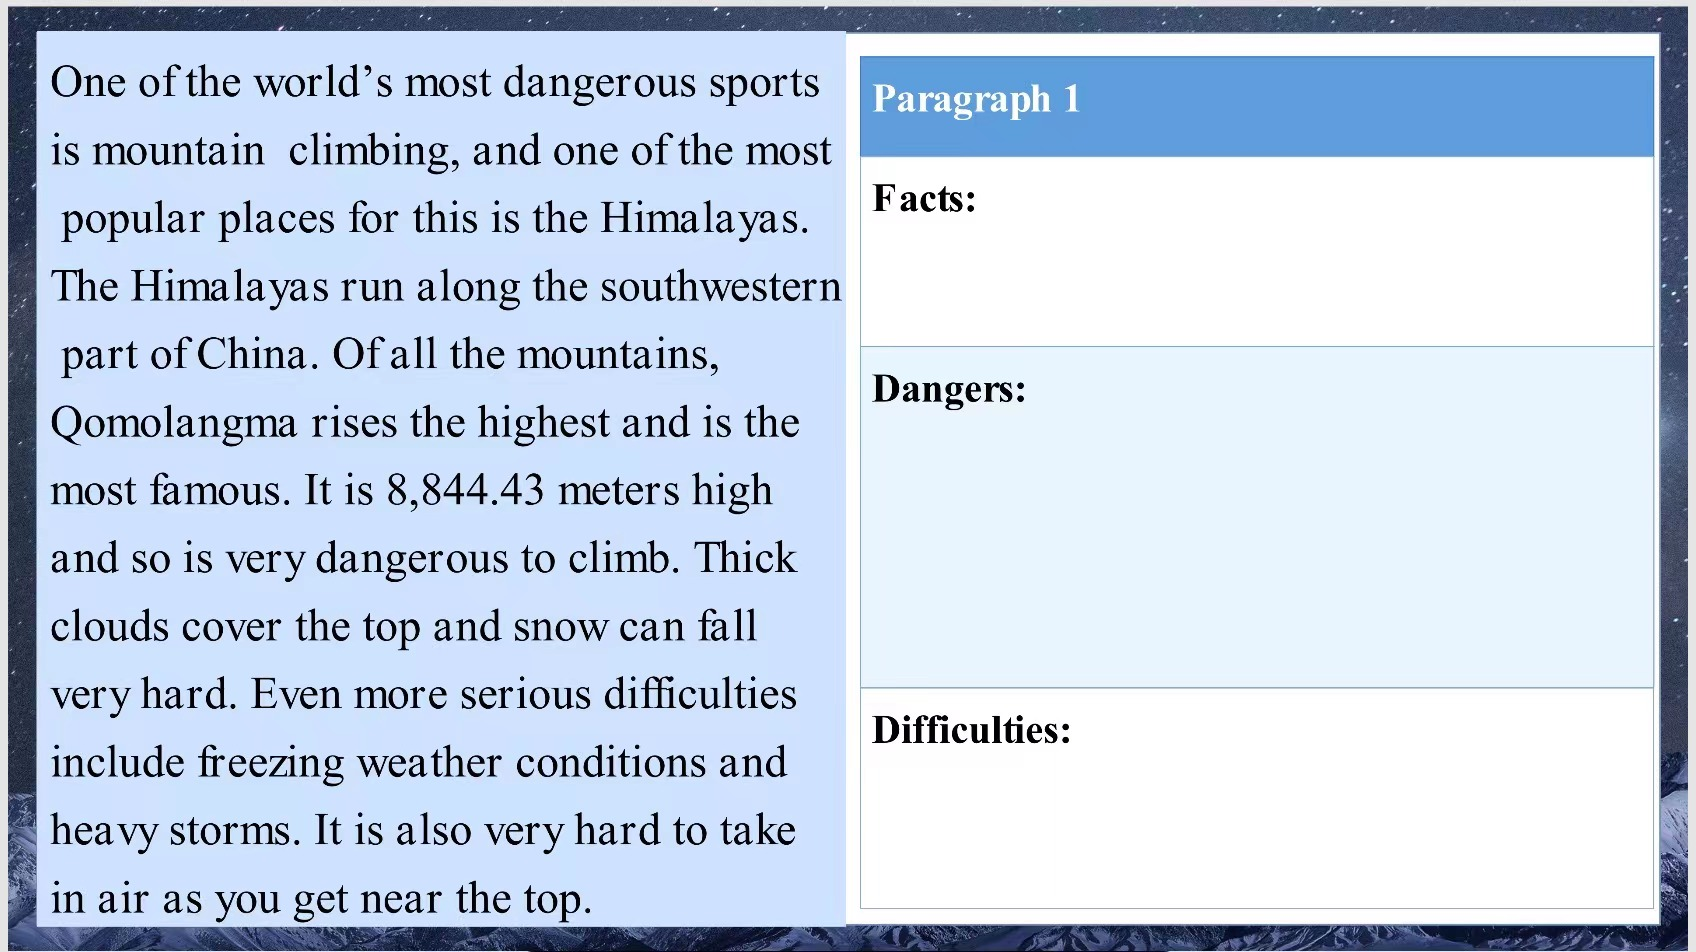 One of the world’s most dangerous sports
is mountain climbing, and one of the most
popular places for this is the Himalayas.
The Himalayas run along the southwestern
part of China. Of all the mountains,
Qomolangma rises the highest and is the
most famous. It is 8,844.43 meters high
and so is very dangerous to climb. Thick
clouds cover the top and snow can fall
very hard. Even more serious difficulties
include freezing weather conditions and
heavy storms. It is also very hard to take
in air as you get near the top.
Paragraph 1
Facts:
Dangers:
Difficulties: